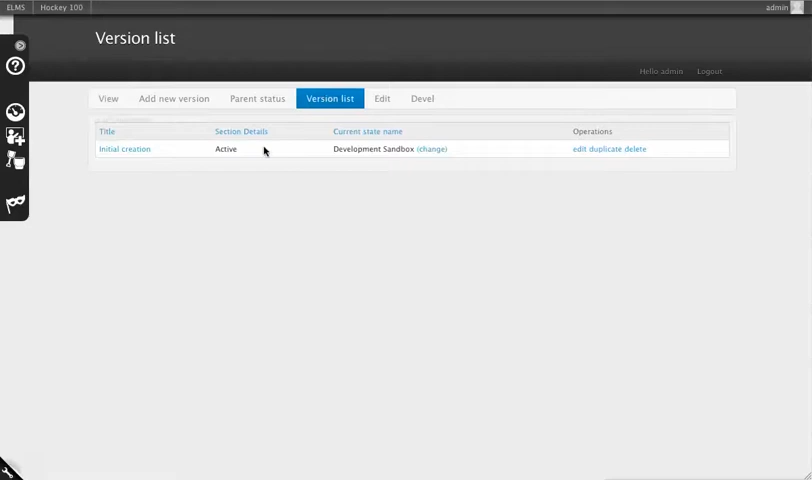 ELMS Hockey 100 admin
Version list
Hello admin Logout
View Add new version Parent status Version list Edit Devel
Title Section Details Current state name Operations
Initial creation Active Development Sandbox (change) edit duplicate delete